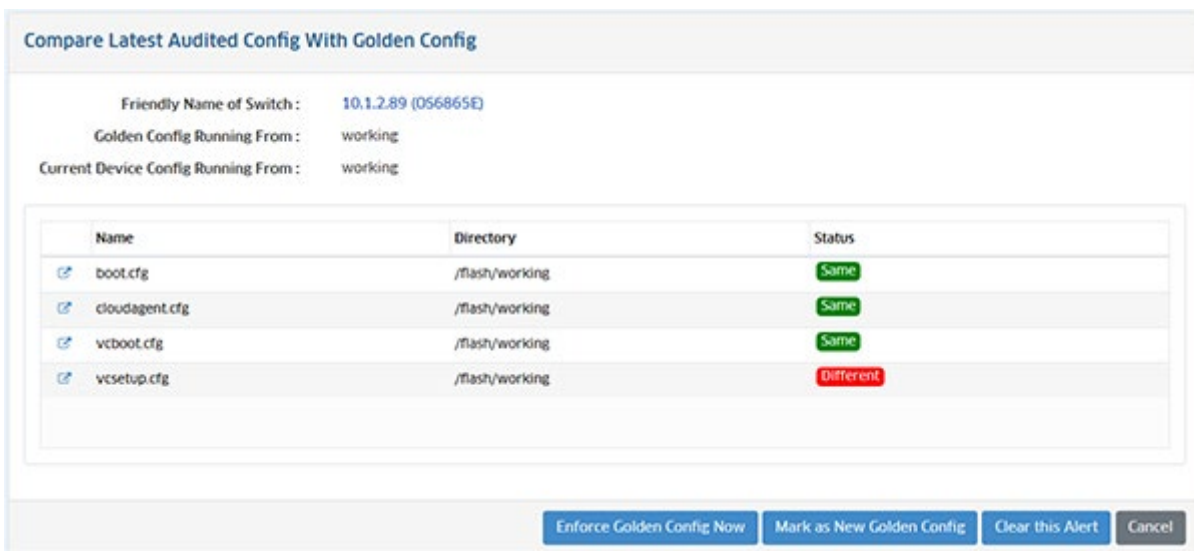 Compare Latest Audited Config With Golden Config
Friendly Name of Switch : 10.1.2.89 (OS6865E)
Golden Config Running From : working
Current Device Config Running From : working
Name Directory Status
boot.cfg /flash/working Same
cloudagent.cfg /flash/working Same
vcboot.cfg /flash/working Same
vcsetup.cfg /flash/working Different
Enforce Golden Config Now Mark as New Golden Config Clear this Alert Cancel